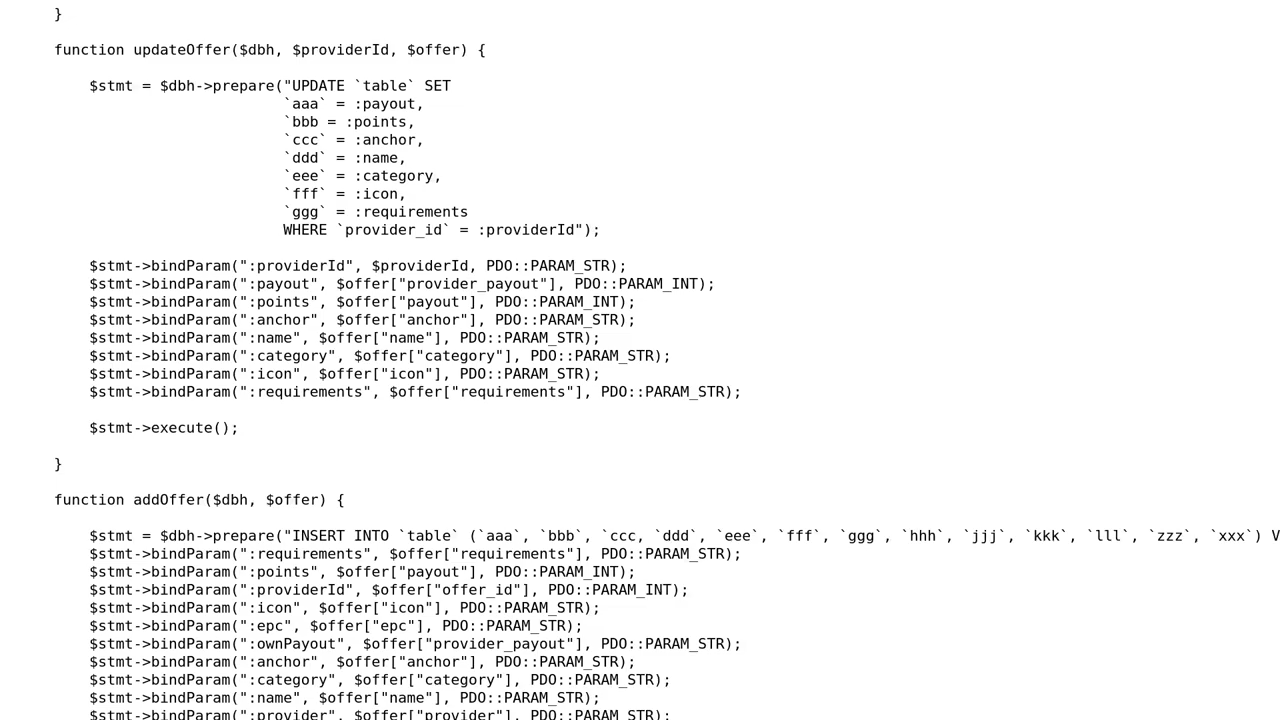 }
function updateOffer($dbh, $providerId, $offer) {
$stmt = $dbh->prepare("UPDATE `table` SET
`aaa` = :payout,
`bbb = :points,
`ccc` = :anchor,
`ddd` = :name,
`eee` = :category,
`fff` = :icon,
`ggg` = :requirements
WHERE `provider_id` = :providerId");
$stmt->bindParam(":providerId", $providerId, PDO::PARAM_STR);
$stmt->bindParam(":payout", $offer["provider_payout"], PDO::PARAM_INT);
$stmt->bindParam(":points", $offer["payout"], PDO::PARAM_INT);
$stmt->bindParam(":anchor", $offer["anchor"], PDO::PARAM_STR);
$stmt->bindParam(":name", $offer["name"], PDO::PARAM_STR);
$stmt->bindParam(":category", $offer["category"], PDO::PARAM_STR);
$stmt->bindParam(":icon", $offer["icon"], PDO::PARAM_STR);
$stmt->bindParam(":requirements", $offer["requirements"], PDO::PARAM_STR);
$stmt->execute();
}
function addOffer($dbh, $offer) {
$stmt = $dbh->prepare("INSERT INTO `table` (`aaa`, `bbb`, `ccc, `ddd`, `eee`, `fff`, `ggg`, `hhh`, `jjj`, `kkk`, `lll`, `zzz`, `xxx`) V
$stmt->bindParam(":requirements", $offer["requirements"], PDO::PARAM_STR);
$stmt->bindParam(":points", $offer["payout"], PDO::PARAM_INT);
$stmt->bindParam(":providerId", $offer["offer_id"], PDO::PARAM_INT);
$stmt->bindParam(":icon", $offer["icon"], PDO::PARAM_STR);
$stmt->bindParam(":epc", $offer["epc"], PDO::PARAM_STR);
$stmt->bindParam(":ownPayout", $offer["provider_payout"], PDO::PARAM_STR);
$stmt->bindParam(":anchor", $offer["anchor"], PDO::PARAM_STR);
$stmt->bindParam(":category", $offer["category"], PDO::PARAM_STR);
$stmt->bindParam(":name", $offer["name"], PDO::PARAM_STR);
$stmt->bindParam(":provider", $offer["provider"], PDO::PARAM_STR);